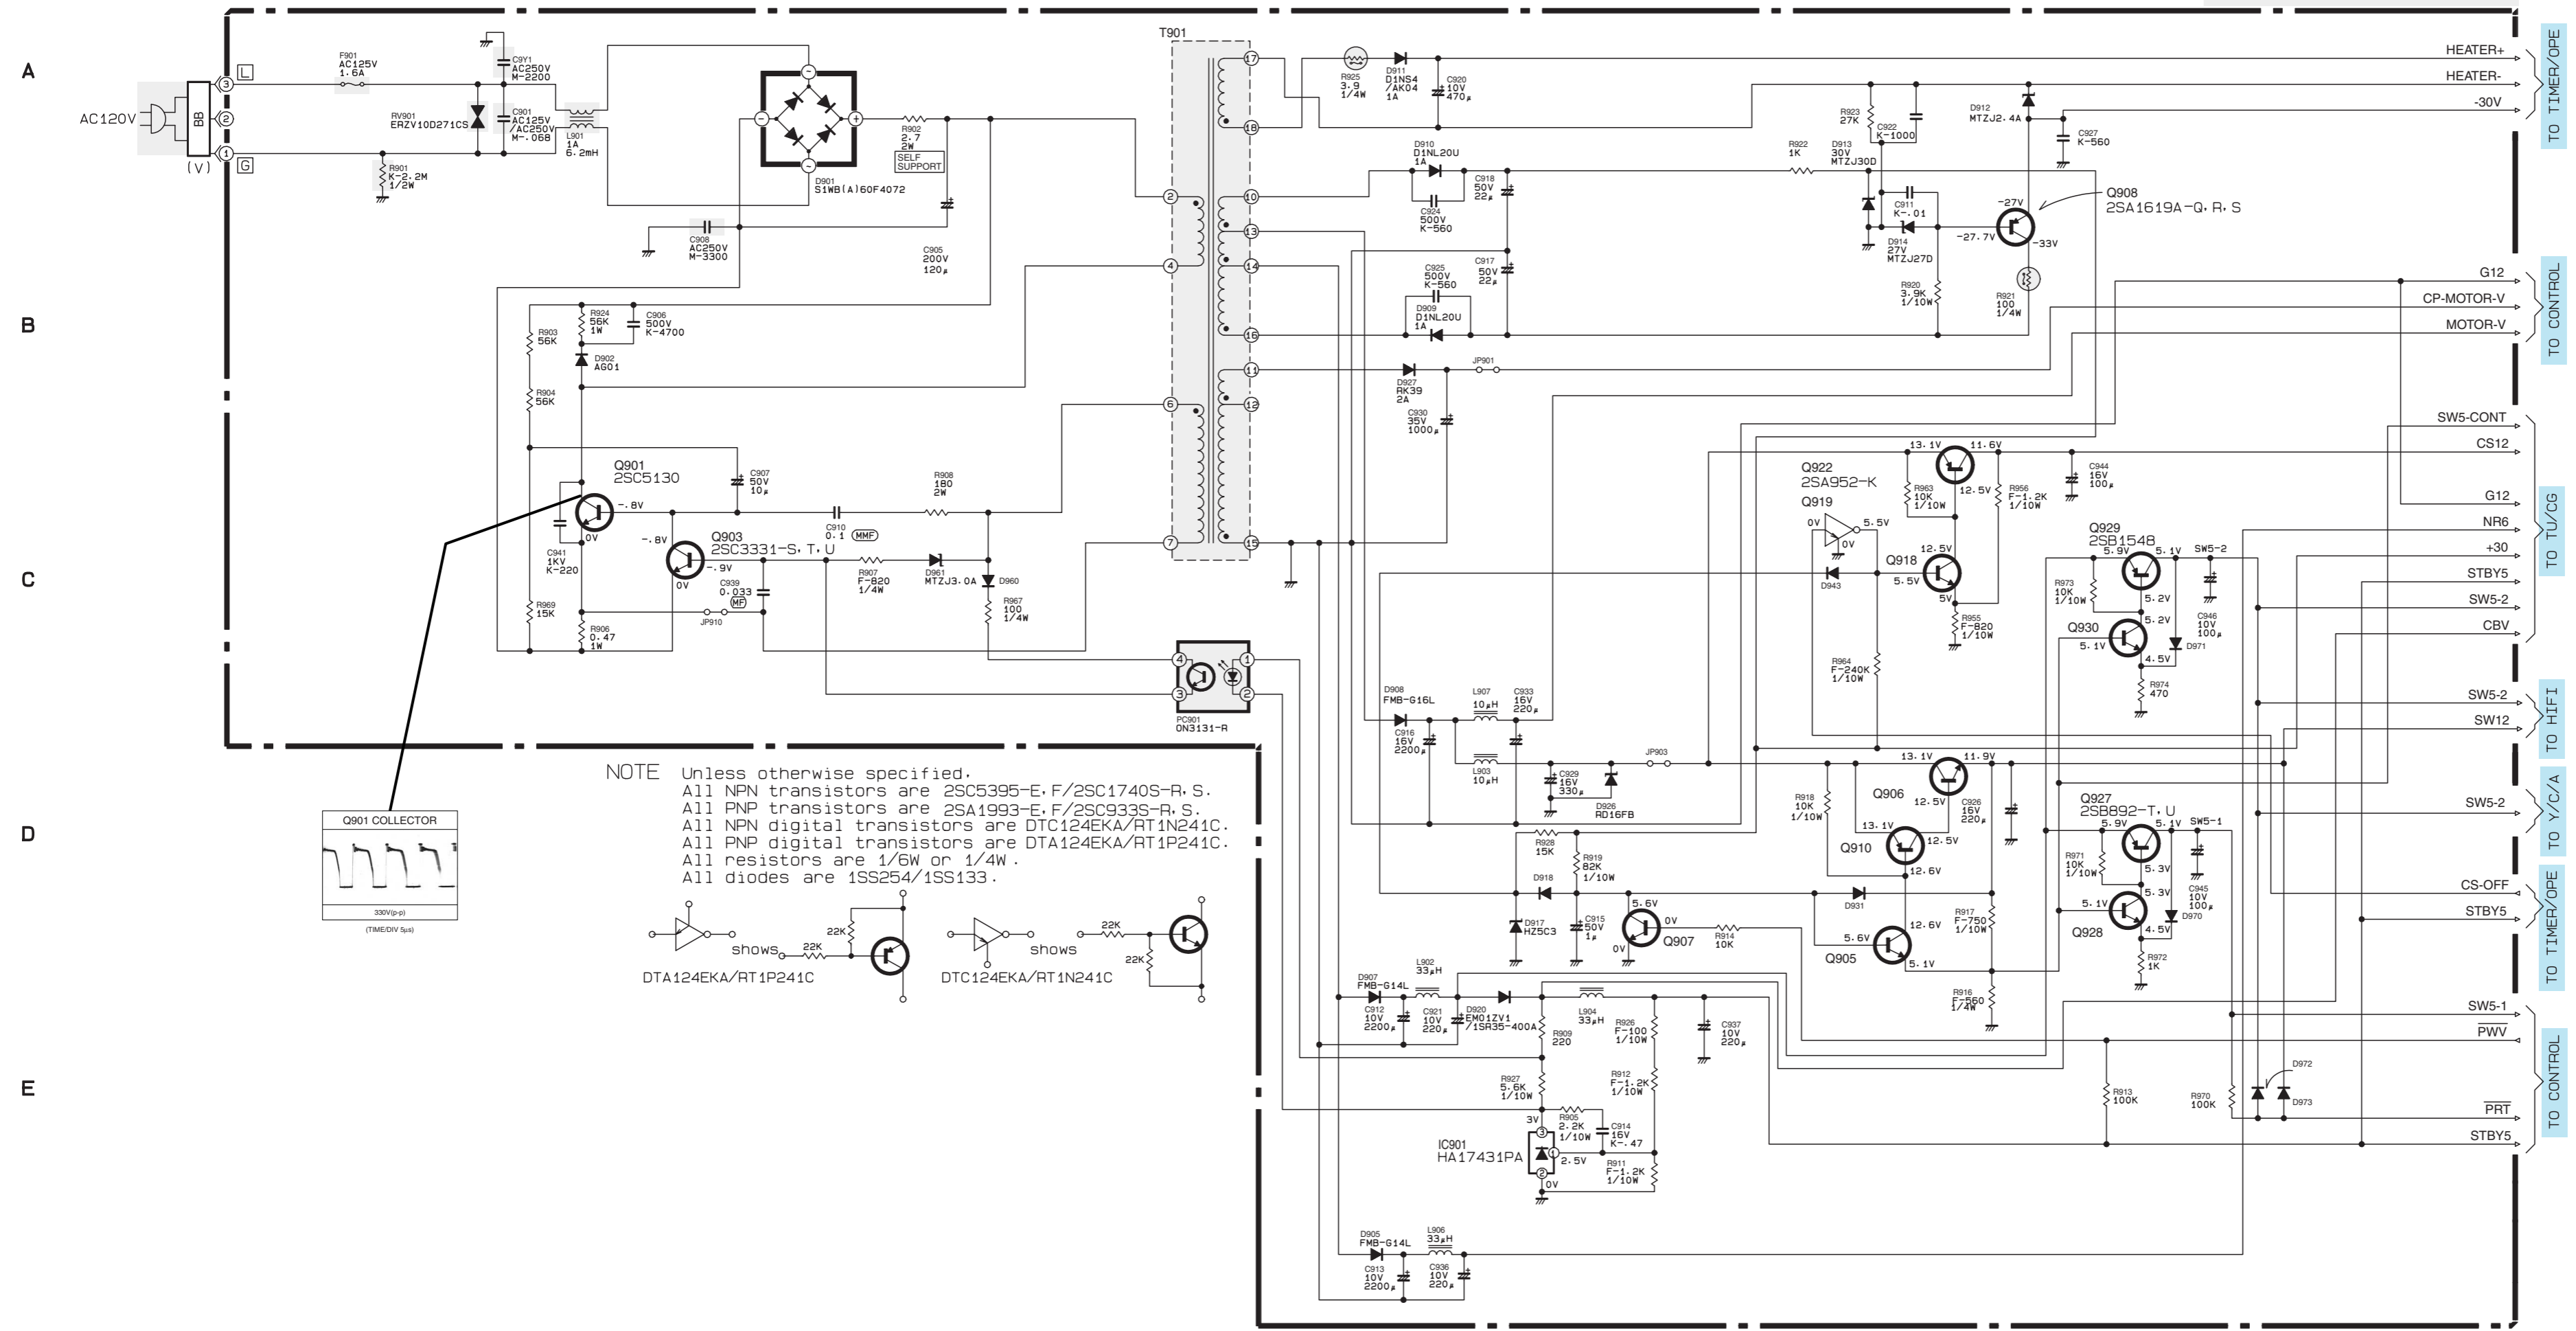 A
B
C
D
E
AC120V
BB
(V)
3
2
1
L
G
F901
AC125V
1.6A
RV901
ERZV10D271CS
C9Y1
AC250V
M-2200
C901
AC125V
/AC250V
M-.068
L901
1A
6.2mH
R901
K-2.2M
1/2W
D901
S1WB(A)60F4072
R902
2.7
2W
SELF
SUPPORT
C908
AC250V
M-3300
C905
200V
120µ
R903
56K
R924
56K
1W
C906
500V
K-4700
D902
AG01
R904
56K
Q901
2SC5130
-.8V
0V
C941
1KV
K-220
R969
15K
R906
0.47
1W
C907
50V
10µ
Q903
2SC3331-S,T,U
-.8V
-.9V
0V
C939
0.033
MF
JP910
C910
0.1
MMF
R908
180
2W
R907
F-820
1/4W
D961
MTZJ3.0A
D960
R967
100
1/4W
T901
2
4
6
7
17
18
10
13
14
16
11
12
15
4
3
1
2
PC901
ON3131-R
R925
3.9
1/4W
D911
D1NS4
/AK04
1A
C920
10V
470µ
D910
D1NL20U
1A
C924
500V
K-560
C918
50V
22µ
C925
500V
K-560
C917
50V
22µ
D909
D1NL20U
1A
R922
1K
D913
30V
MTZJ30D
R923
27K
C922
K-1000
D912
MTZJ2.4A
C927
K-560
C911
K-.01
D914
27V
MTZJ27D
-27V
-27.7V
-33V
Q908
2SA1619A-Q,R,S
R920
3.9K
1/10W
R921
100
1/4W
D927
RK39
2A
JP901
C930
35V
1000µ
Q922
2SA952-K
Q919
0V
5.5V
0V
13.1V
11.6V
12.5V
R963
10K
1/10W
R956
F-1.2K
1/10W
C944
16V
100µ
Q918
12.5V
5.5V
5V
D943
R955
F-820
1/10W
R964
F-240K
1/10W
Q929
2SB1548
5.9V
5.1V
SW5-2
5.2V
R973
10K
1/10W
Q930
5.2V
5.1V
4.5V
C946
10V
100µ
D971
R974
470
D908
FMB-G16L
C916
16V
2200µ
L907
10µH
C933
16V
220µ
L903
10µH
C929
16V
330µ
D926
RD16FB
JP903
R918
10K
1/10W
13.1V
11.9V
Q906
12.5V
C926
16V
220µ
13.1V
12.5V
Q910
12.6V
R928
15K
R919
82K
1/10W
D918
D931
D917
HZ5C3
C915
50V
1µ
5.6V
0V
0V
Q907
R914
10K
12.6V
5.6V
Q905
5.1V
R917
F-750
1/10W
R916
F-560
1/4W
Q927
2SB892-T,U
5.9V
5.1V
SW5-1
R971
10K
1/10W
5.3V
5.3V
5.1V
Q928
4.5V
C945
10V
100µ
D970
R972
1K
D907
FMB-G14L
C912
10V
2200µ
L902
33µH
C921
10V
220µ
D920
EM01ZV1
/1SR35-400A
R909
220
L904
33µH
R926
F-100
1/10W
C937
10V
220µ
R927
5.6K
1/10W
R912
F-1.2K
1/10W
R905
2.2K
1/10W
C914
16V
K-.47
3V
3
1
2
2.5V
0V
IC901
HA17431PA
R911
F-1.2K
1/10W
D905
FMB-G14L
C913
10V
2200µ
L906
33µH
C936
10V
220µ
R913
100K
R970
100K
D972
D973
HEATER+
HEATER-
-30V
TO TIMER/OPE
G12
CP-MOTOR-V
MOTOR-V
TO CONTROL
SW5-CONT
CS12
G12
NR6
+30
STBY5
SW5-2
CBV
TO TU/CG
SW5-2
SW12
TO HIFI
SW5-2
TO Y/C/A
CS-OFF
STBY5
TO TIMER/OPE
SW5-1
PWV
PRT
STBY5
TO CONTROL
Q901 COLLECTOR
330V(p-p)
(TIME/DIV 5µs)
NOTE Unless otherwise specified.
All NPN transistors are 2SC5395-E,F/2SC1740S-R,S.
All PNP transistors are 2SA1993-E,F/2SC933S-R,S.
All NPN digital transistors are DTC124EKA/RT1N241C.
All PNP digital transistors are DTA124EKA/RT1P241C.
All resistors are 1/6W or 1/4W.
All diodes are 1SS254/1SS133.
shows
22K
22K
DTA124EKA/RT1P241C
shows
22K
22K
DTC124EKA/RT1N241C